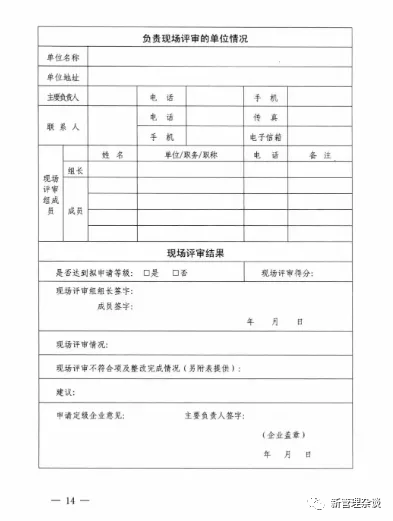 负责现场评审的单位情况
单位名称
单位地址
主要负责人 电话 手机
联系人 电话 传真
手机 电子信箱
现场评审组成员 姓名 单位/职务/职称 电话 备注
组长
成员
现场评审结果
是否达到拟申请等级: □是 □否 现场评审得分:
现场评审组组长签字:
成员签字:
年 月 日
现场评审情况:
现场评审不符合项及整改完成情况(另附表提供):
建议:
申请定级企业意见: 主要负责人签字:
(企业盖章)
年 月 日
— 14 —
新管理杂谈